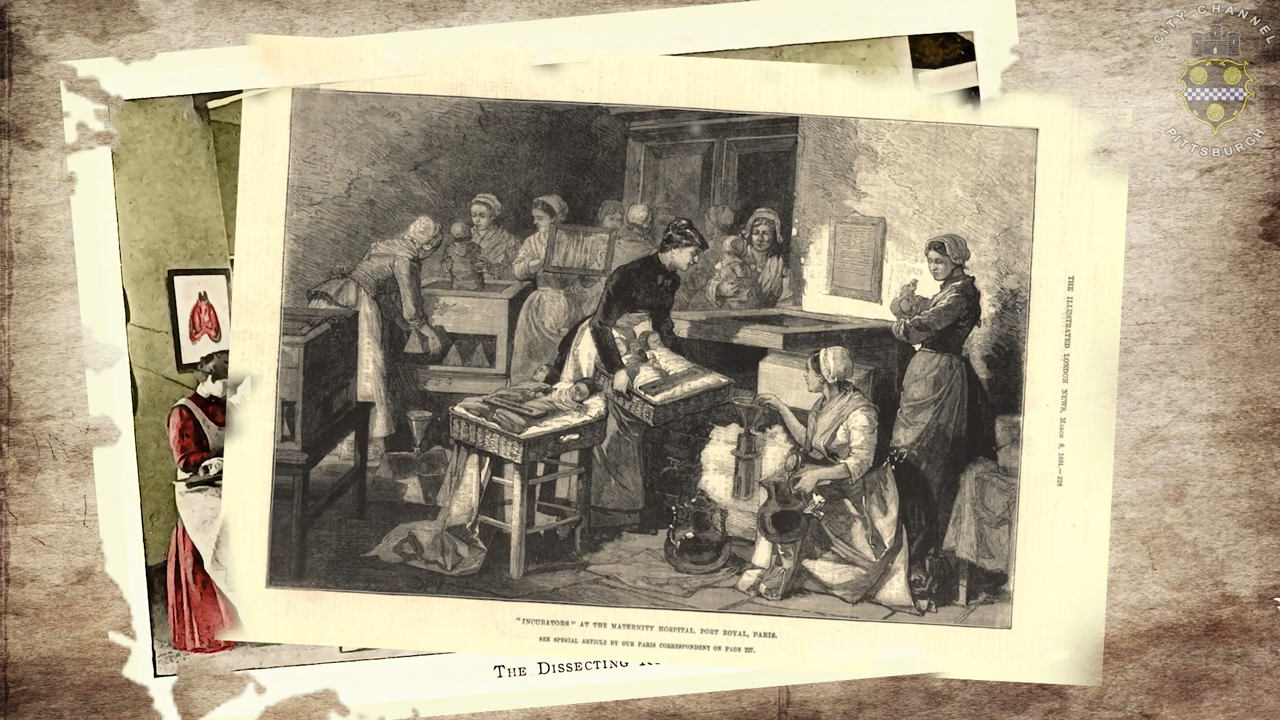 CITY CHANNEL
PITTSBURGH
THE ILLUSTRATED LONDON NEWS, MARCH 8, 1884.—228
"INCUBATORS" AT THE MATERNITY HOSPITAL, PORT ROYAL, PARIS.
SEE SPECIAL ARTICLE BY OUR PARIS CORRESPONDENT ON PAGE 227.
THE DISSECTING